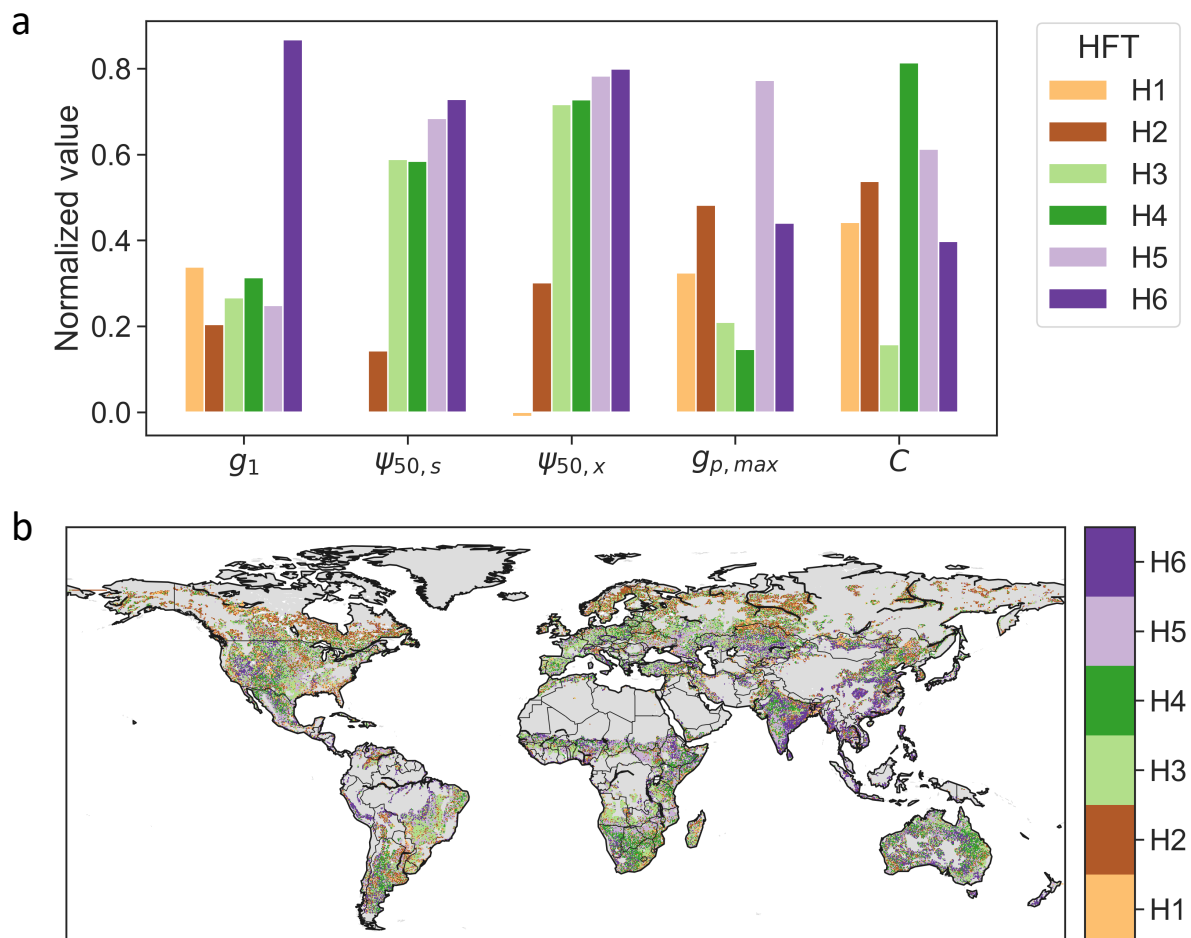 a
Normalized value
0.8
0.6
0.4
0.2
0.0
g1
ψ50, s
ψ50, x
gp, max
C
HFT
H1
H2
H3
H4
H5
H6
b
H6
H5
H4
H3
H2
H1